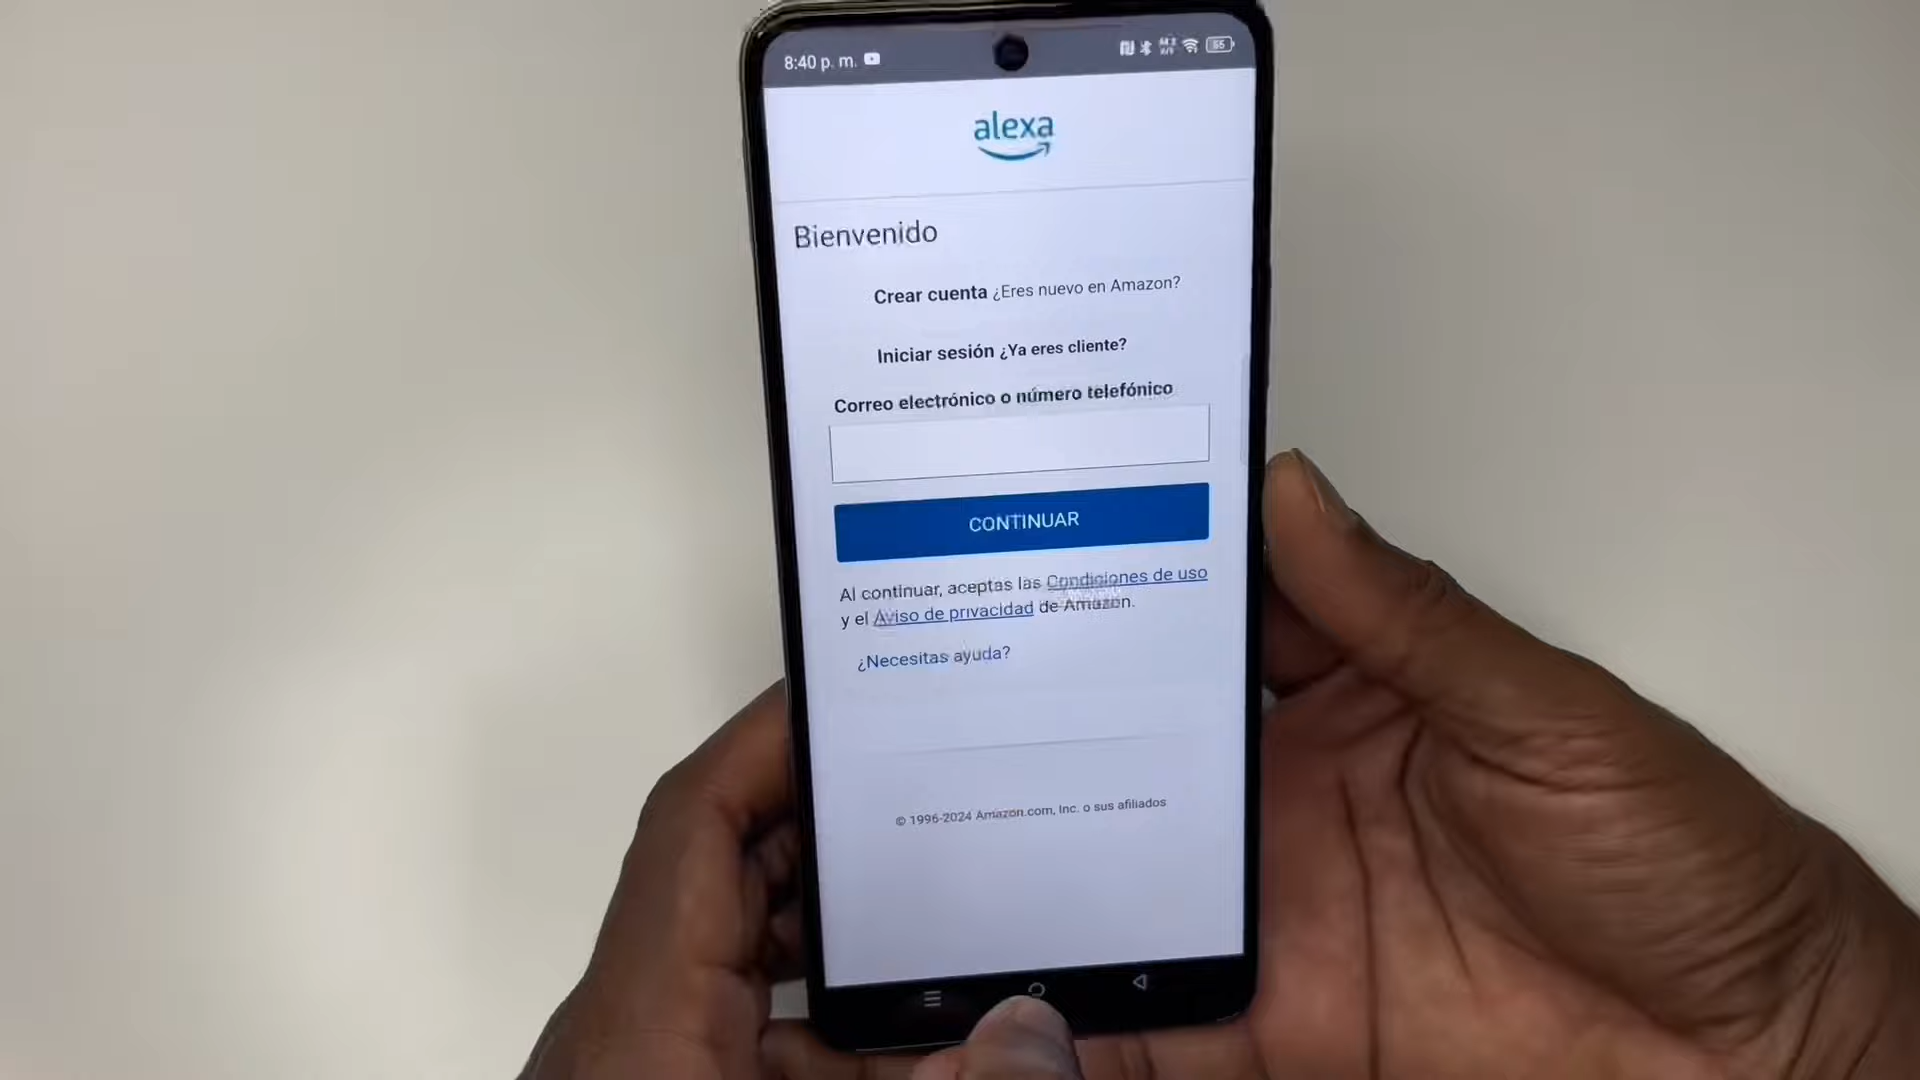 8:40 p. m.
55
alexa
Bienvenido
Crear cuenta ¿Eres nuevo en Amazon?
Iniciar sesión ¿Ya eres cliente?
Correo electrónico o número telefónico
CONTINUAR
Al continuar, aceptas las Condiciones de uso
y el Aviso de privacidad de Amazon.
¿Necesitas ayuda?
© 1996-2024 Amazon.com, Inc. o sus afiliados